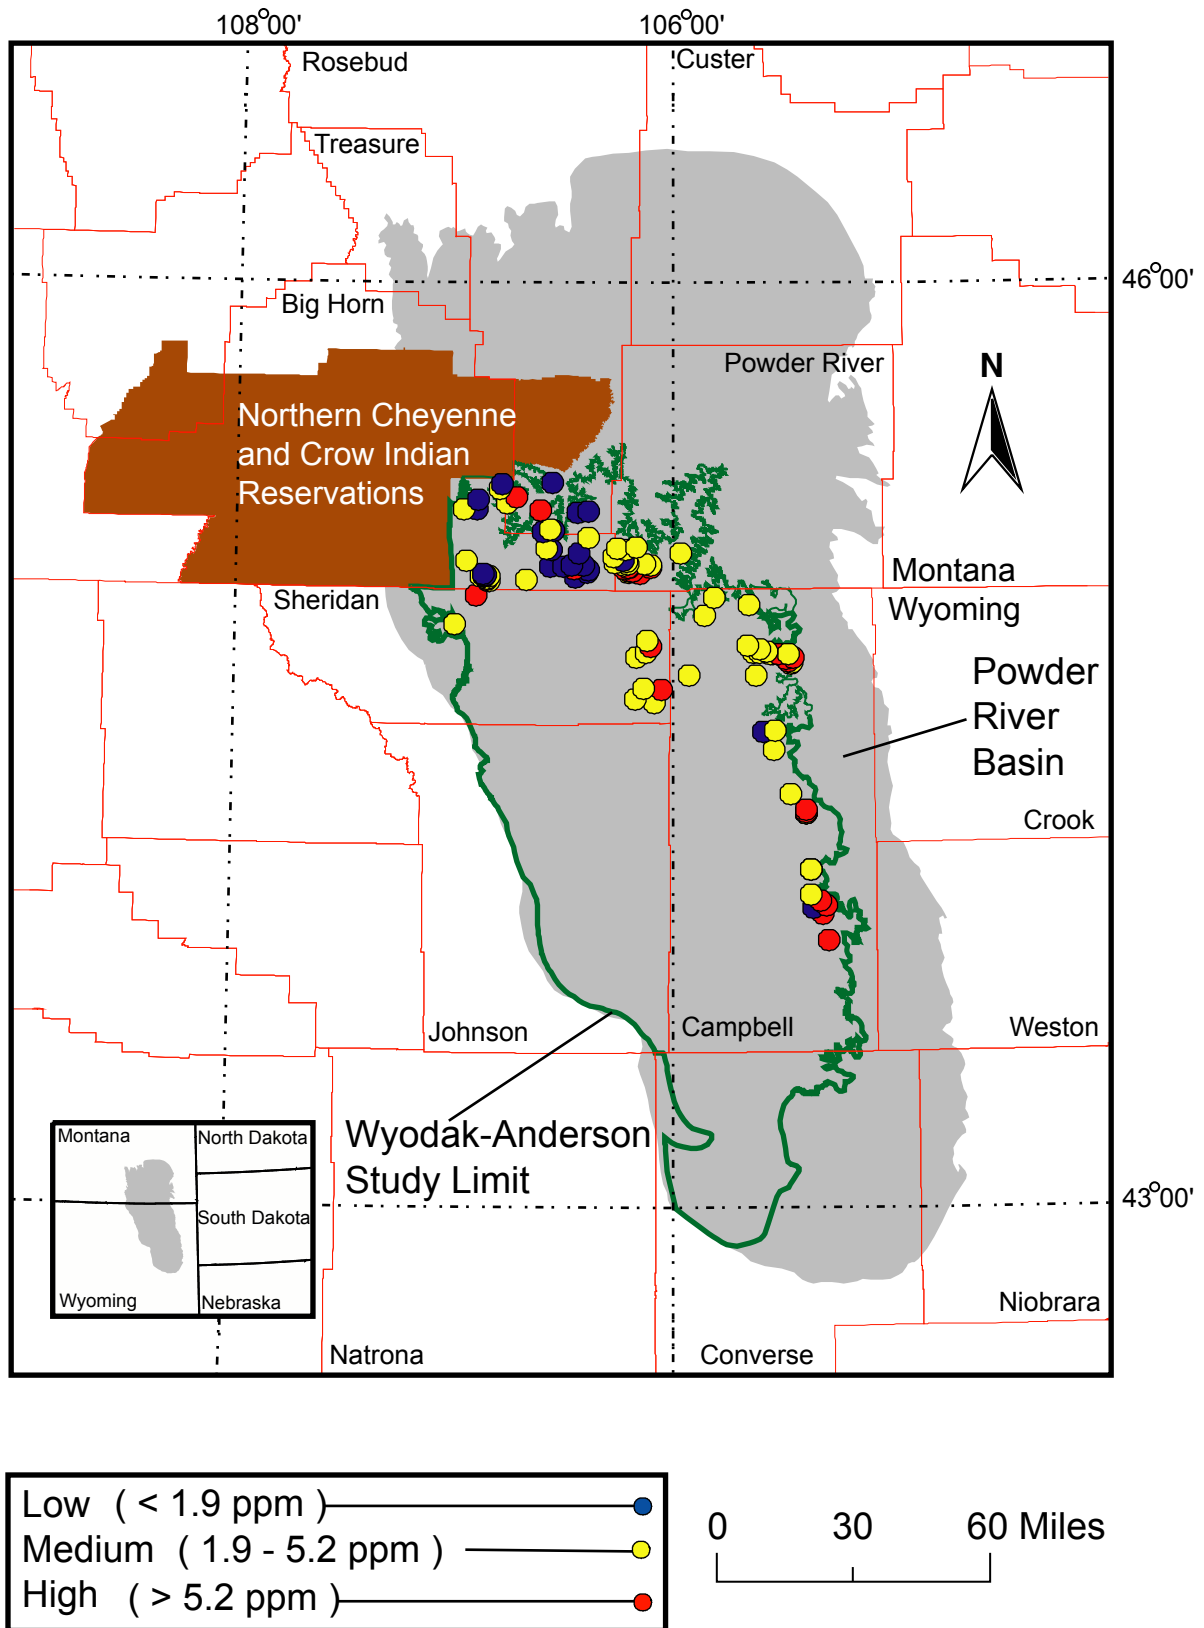 108°00'
106°00'
Rosebud
Custer
Treasure
46°00'
Big Horn
Powder River
N
Northern Cheyenne
and Crow Indian
Reservations
Montana
Sheridan
Wyoming
Powder
River
Basin
Crook
Johnson
Campbell
Weston
Wyodak-Anderson
Study Limit
Montana
North Dakota
South Dakota
Wyoming
Nebraska
43°00'
Niobrara
Natrona
Converse
Low ( < 1.9 ppm )
Medium ( 1.9 - 5.2 ppm )
High ( > 5.2 ppm )
0 30 60 Miles